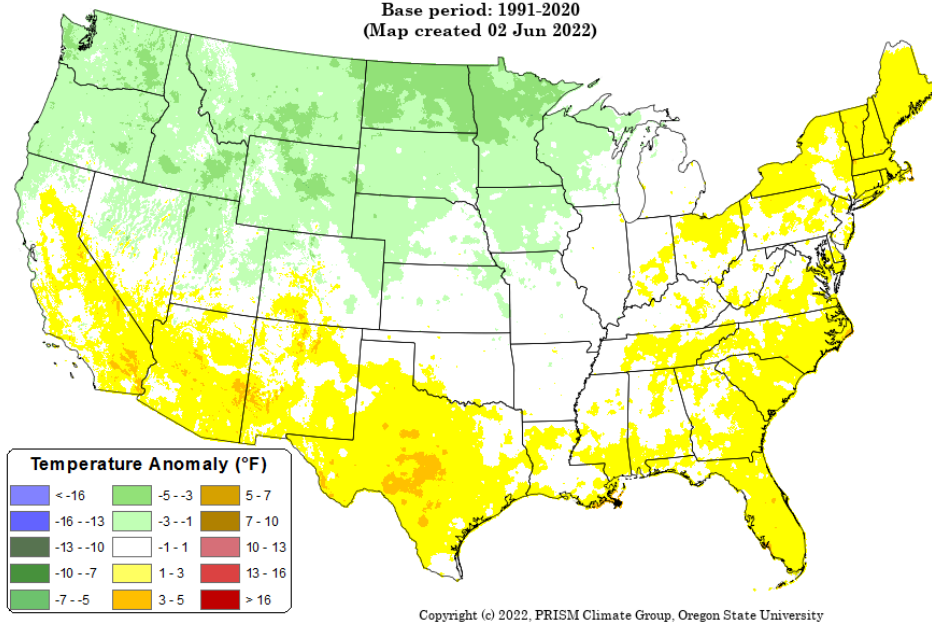 Base period: 1991-2020
(Map created 02 Jun 2022)
Temperature Anomaly (°F)
< -16
-5 - -3
5 - 7
-16 - -13
-3 - -1
7 - 10
-13 - -10
-1 - 1
10 - 13
-10 - -7
1 - 3
13 - 16
-7 - -5
3 - 5
> 16
Copyright (c) 2022, PRISM Climate Group, Oregon State University